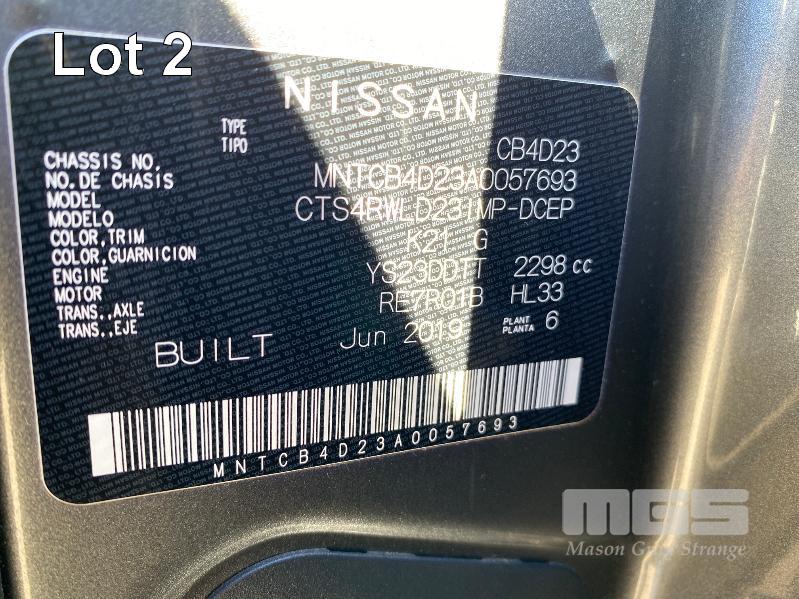 Lot 2
NISSAN
TYPE
TIPO CB4D23
CHASSIS NO.
NO. DE CHASIS MNTCB4D23A0057693
MODEL
MODELO CTS4RWLD23IMP-DCEP
COLOR, TRIM
COLOR, GUARNICION K21 G
ENGINE
MOTOR YS23DDTT 2298 cc
TRANS., AXLE
TRANS., EJE RE7R01B HL33
BUILT Jun 2019 PLANT
PLANTA 6
MNTCB4D23A0057693
MGS
Mason Gray Strange